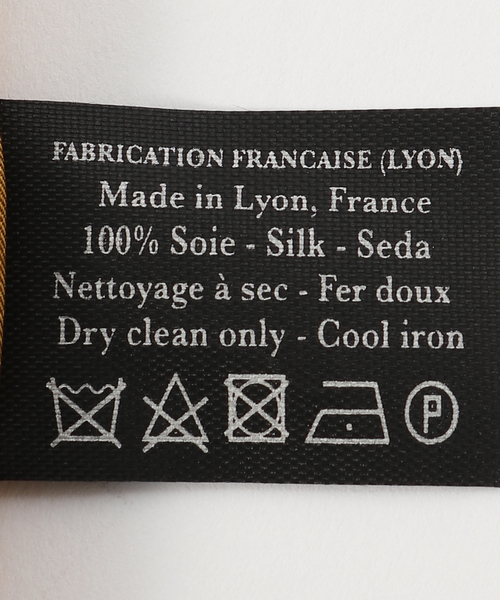 FABRICATION FRANCAISE (LYON)
Made in Lyon, France
100% Soie - Silk - Seda
Nettoyage à sec - Fer doux
Dry clean only - Cool iron
P